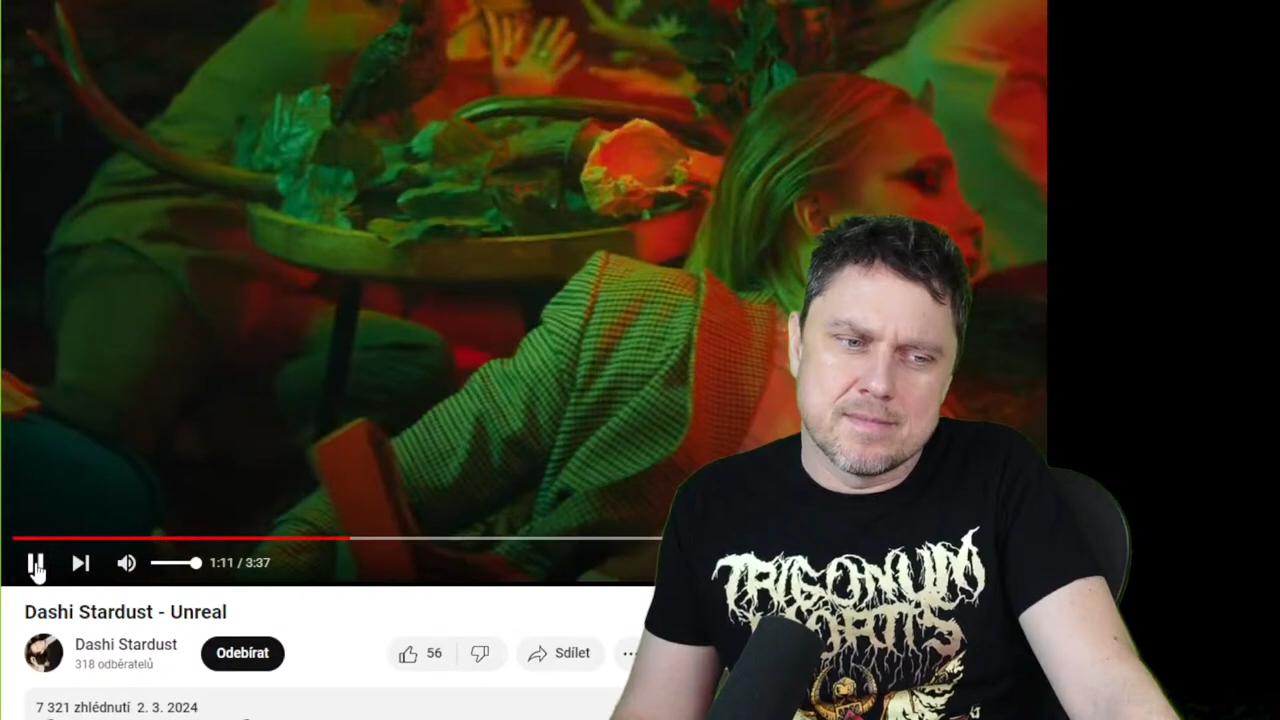 1:11 / 3:37
Dashi Stardust - Unreal
Dashi Stardust
318 odběratelů
Odebírat
56
Sdílet
7 321 zhlédnutí 2. 3. 2024
TRIGONUM